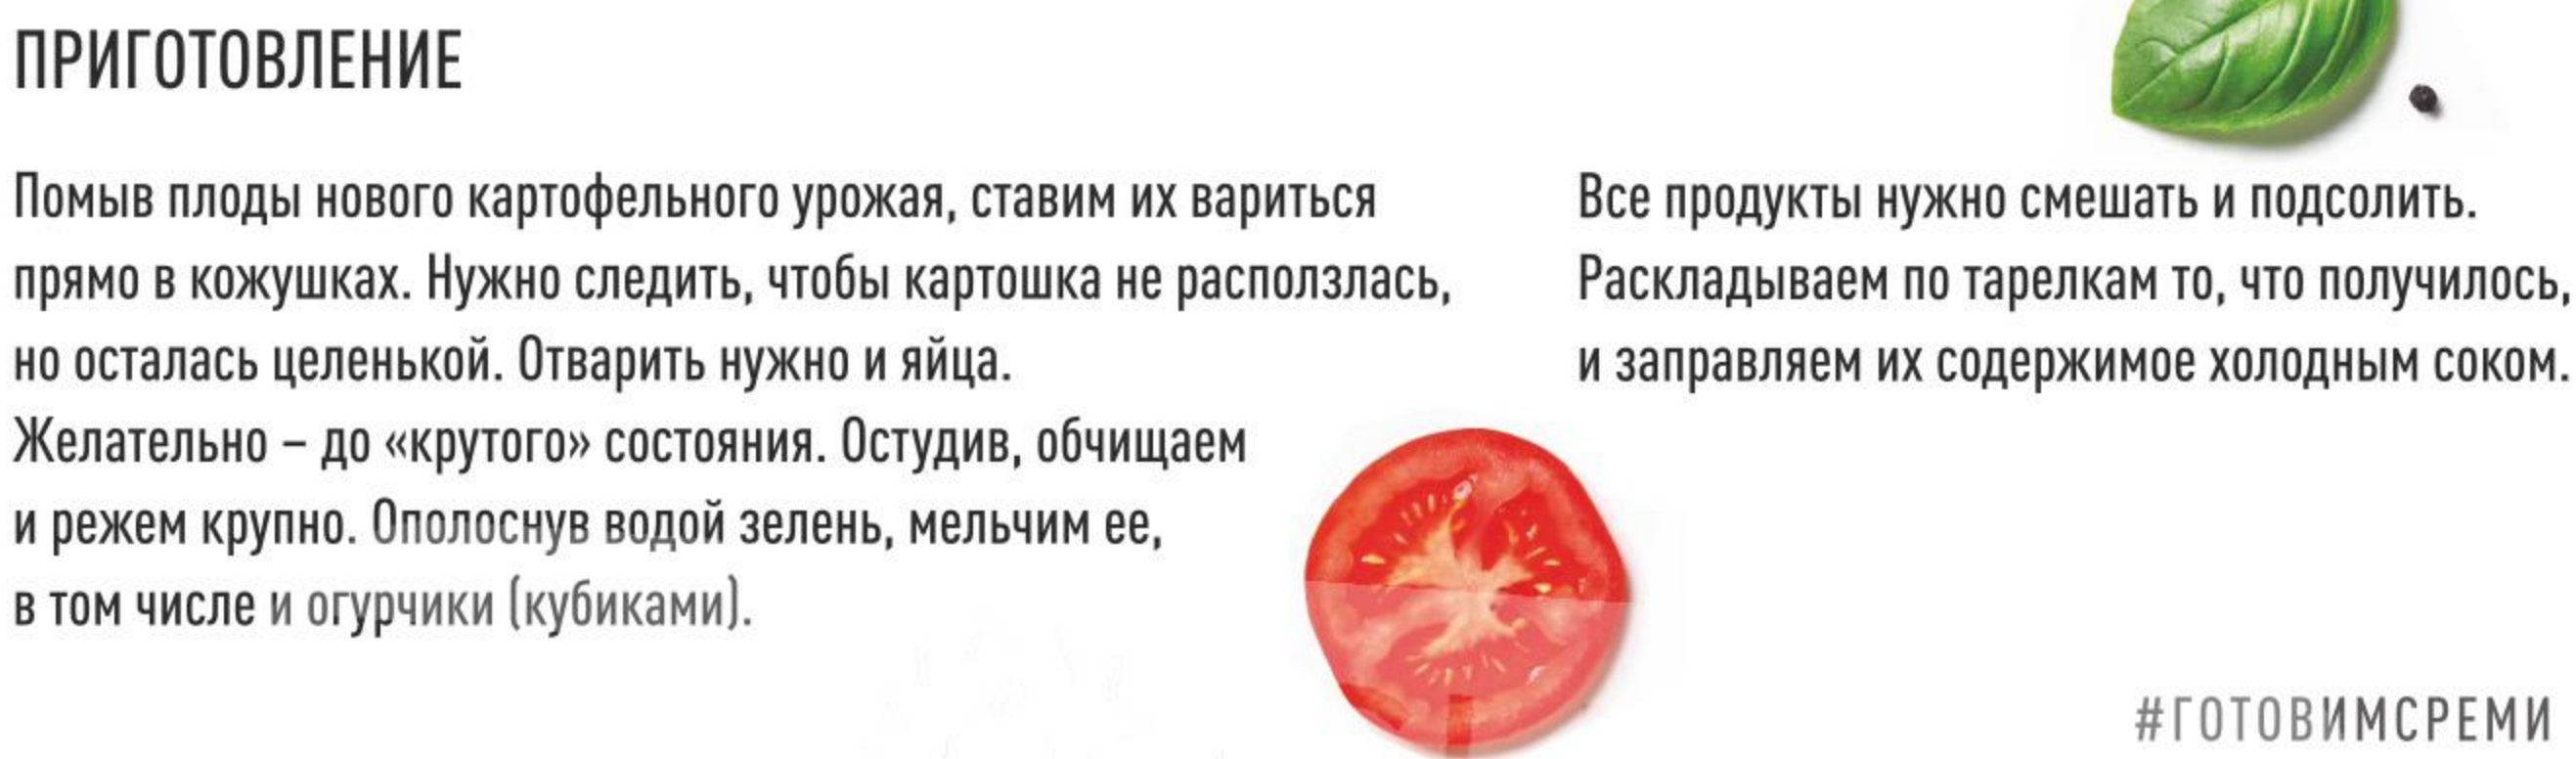 ПРИГОТОВЛЕНИЕ
Помыв плоды нового картофельного урожая, ставим их вариться
прямо в кожушках. Нужно следить, чтобы картошка не расползлась,
но осталась целенькой. Отварить нужно и яйца.
Желательно – до «крутого» состояния. Остудив, обчищаем
и режем крупно. Ополоснув водой зелень, мельчим ее,
в том числе и огурчики (кубиками).
Все продукты нужно смешать и подсолить.
Раскладываем по тарелкам то, что получилось,
и заправляем их содержимое холодным соком.
#ГОТОВИМСРЕМИ